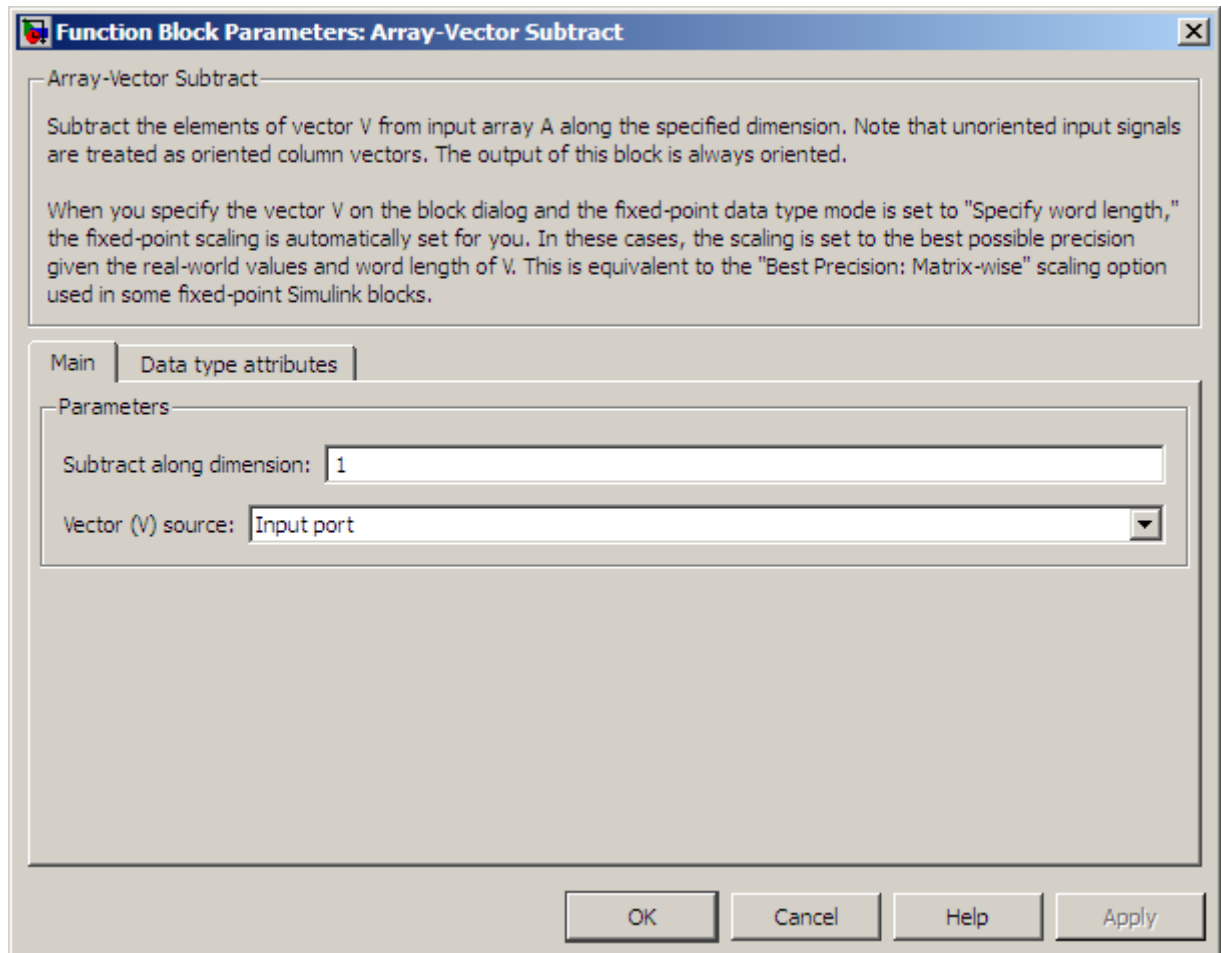 Function Block Parameters: Array-Vector Subtract
Array-Vector Subtract
Subtract the elements of vector V from input array A along the specified dimension. Note that unoriented input signals
are treated as oriented column vectors. The output of this block is always oriented.
When you specify the vector V on the block dialog and the fixed-point data type mode is set to "Specify word length,"
the fixed-point scaling is automatically set for you. In these cases, the scaling is set to the best possible precision
given the real-world values and word length of V. This is equivalent to the "Best Precision: Matrix-wise" scaling option
used in some fixed-point Simulink blocks.
Main Data type attributes
Parameters
Subtract along dimension: 1
Vector (V) source: Input port
OK Cancel Help Apply